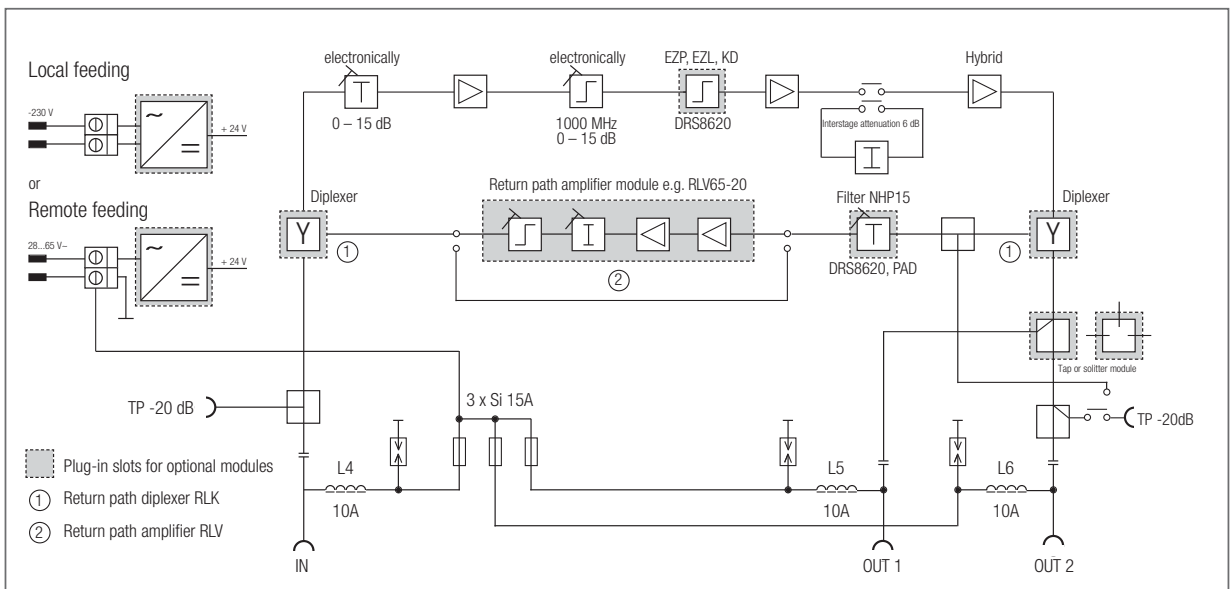 Local feeding
-230 V
+ 24 V
or
Remote feeding
28...65 V~
+ 24 V
electronically
0 – 15 dB
electronically
1000 MHz
0 – 15 dB
EZP, EZL, KD
DRS8620
Hybrid
Interstage attenuation 6 dB
Diplexer
Y
1
Return path amplifier module e.g. RLV65-20
2
Filter NHP15
T
DRS8620, PAD
Diplexer
1
Y
Tap or solitter module
TP -20 dB
3 x Si 15A
TP -20dB
L4
10A
L5
10A
L6
10A
IN
OUT 1
OUT 2
Plug-in slots for optional modules
1 Return path diplexer RLK
2 Return path amplifier RLV